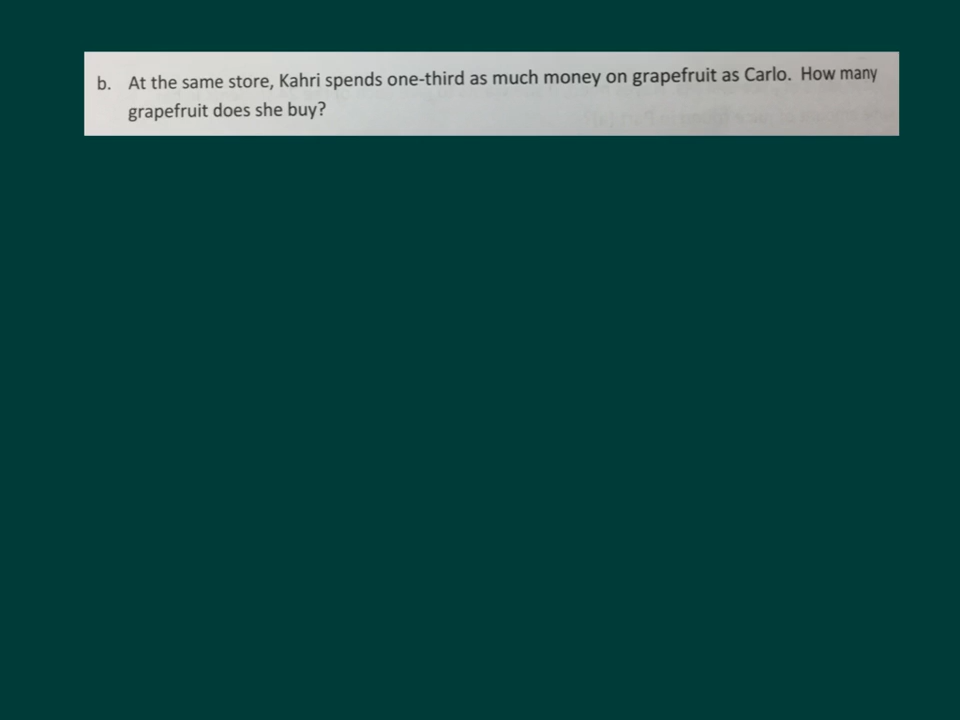 b. At the same store, Kahri spends one-third as much money on grapefruit as Carlo. How many
grapefruit does she buy?